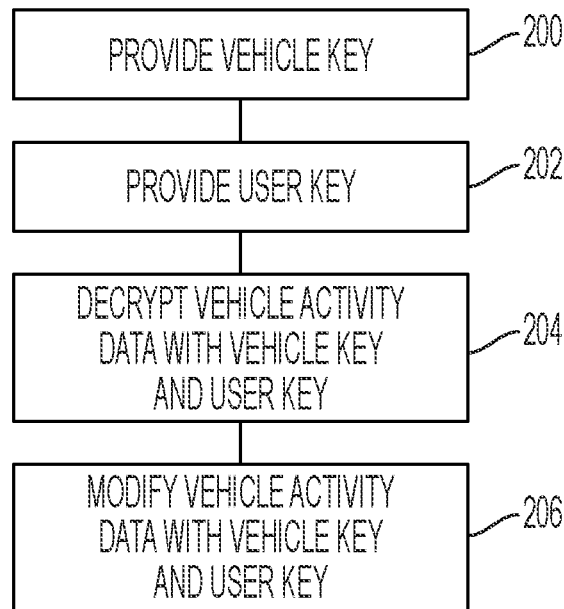 PROVIDE VEHICLE KEY
200
PROVIDE USER KEY
202
DECRYPT VEHICLE ACTIVITY
DATA WITH VEHICLE KEY
AND USER KEY
204
MODIFY VEHICLE ACTIVITY
DATA WITH VEHICLE KEY
AND USER KEY
206